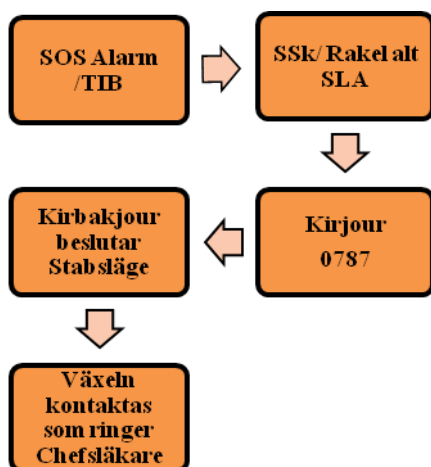 SOS Alarm
/TIB
SSk/ Rakel alt
SLA
Kirjour
0787
Kirbakjour
beslutar
Stabsläge
Växeln
kontaktas
som ringer
Chefsläkare